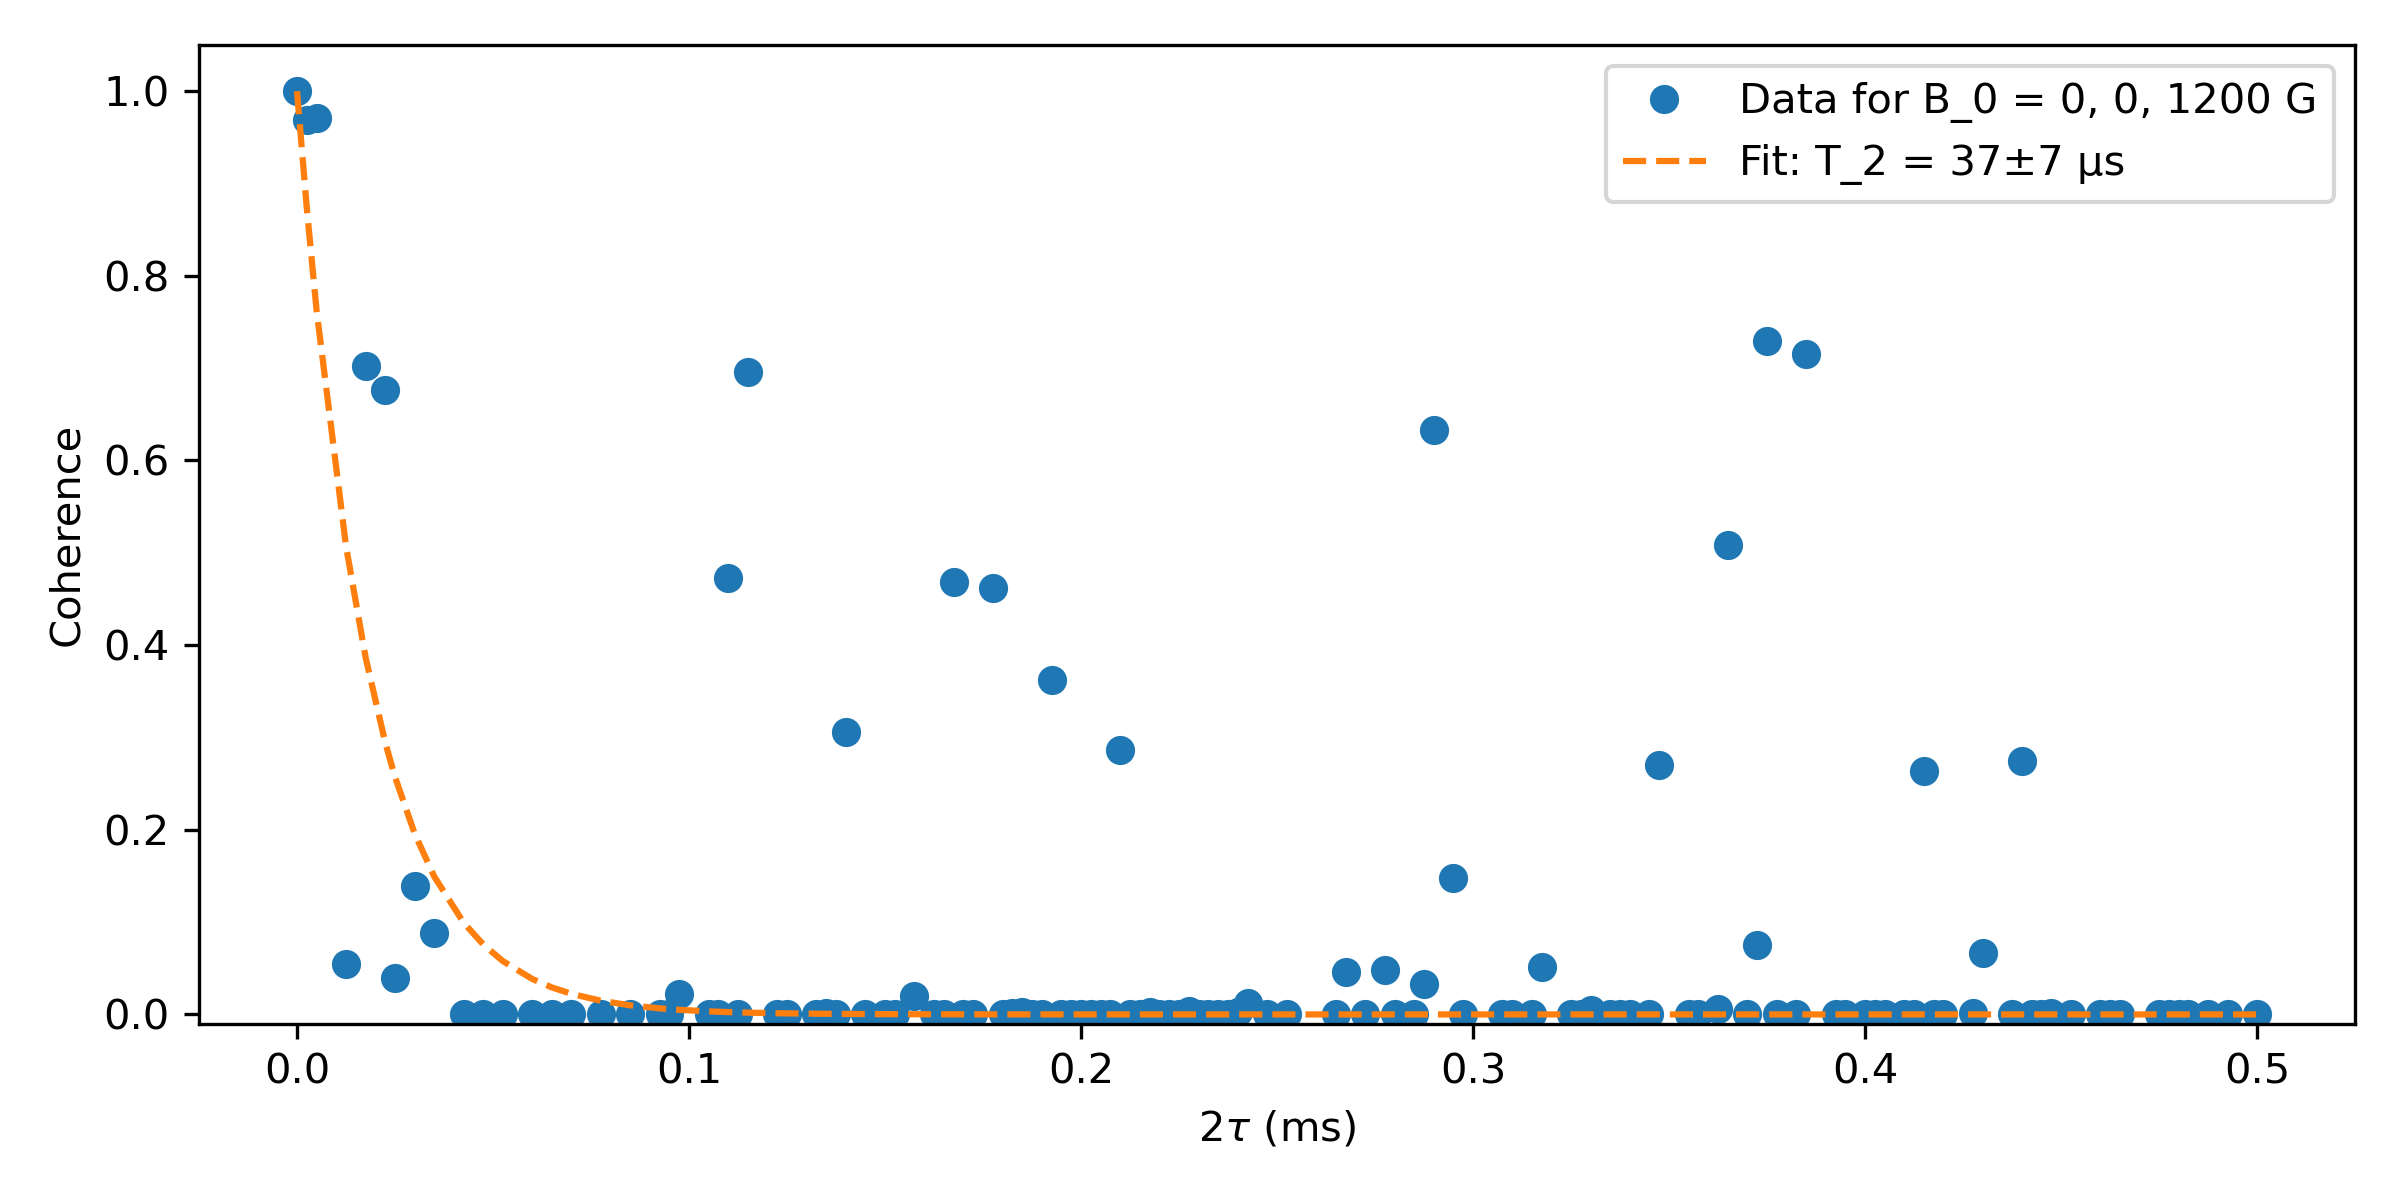 Data for B_0 = 0, 0, 1200 G
Fit: T_2 = 37±7 μs
Coherence
1.0
0.8
0.6
0.4
0.2
0.0
0.0 0.1 0.2 0.3 0.4 0.5
2τ (ms)